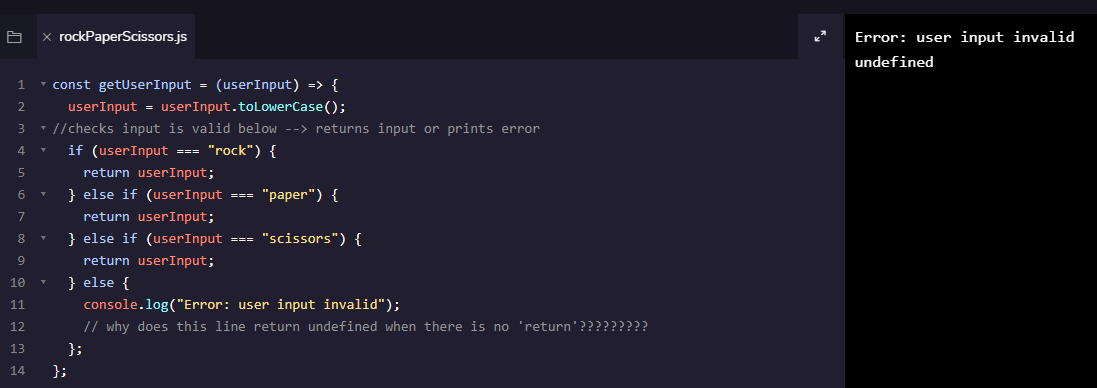 rockPaperScissors.js
1 const getUserInput = (userInput) => {
2 userInput = userInput.toLowerCase();
3 //checks input is valid below --> returns input or prints error
4 if (userInput === "rock") {
5 return userInput;
6 } else if (userInput === "paper") {
7 return userInput;
8 } else if (userInput === "scissors") {
9 return userInput;
10 } else {
11 console.log("Error: user input invalid");
12 // why does this line return undefined when there is no 'return'?????????
13 };
14 };
Error: user input invalid
undefined